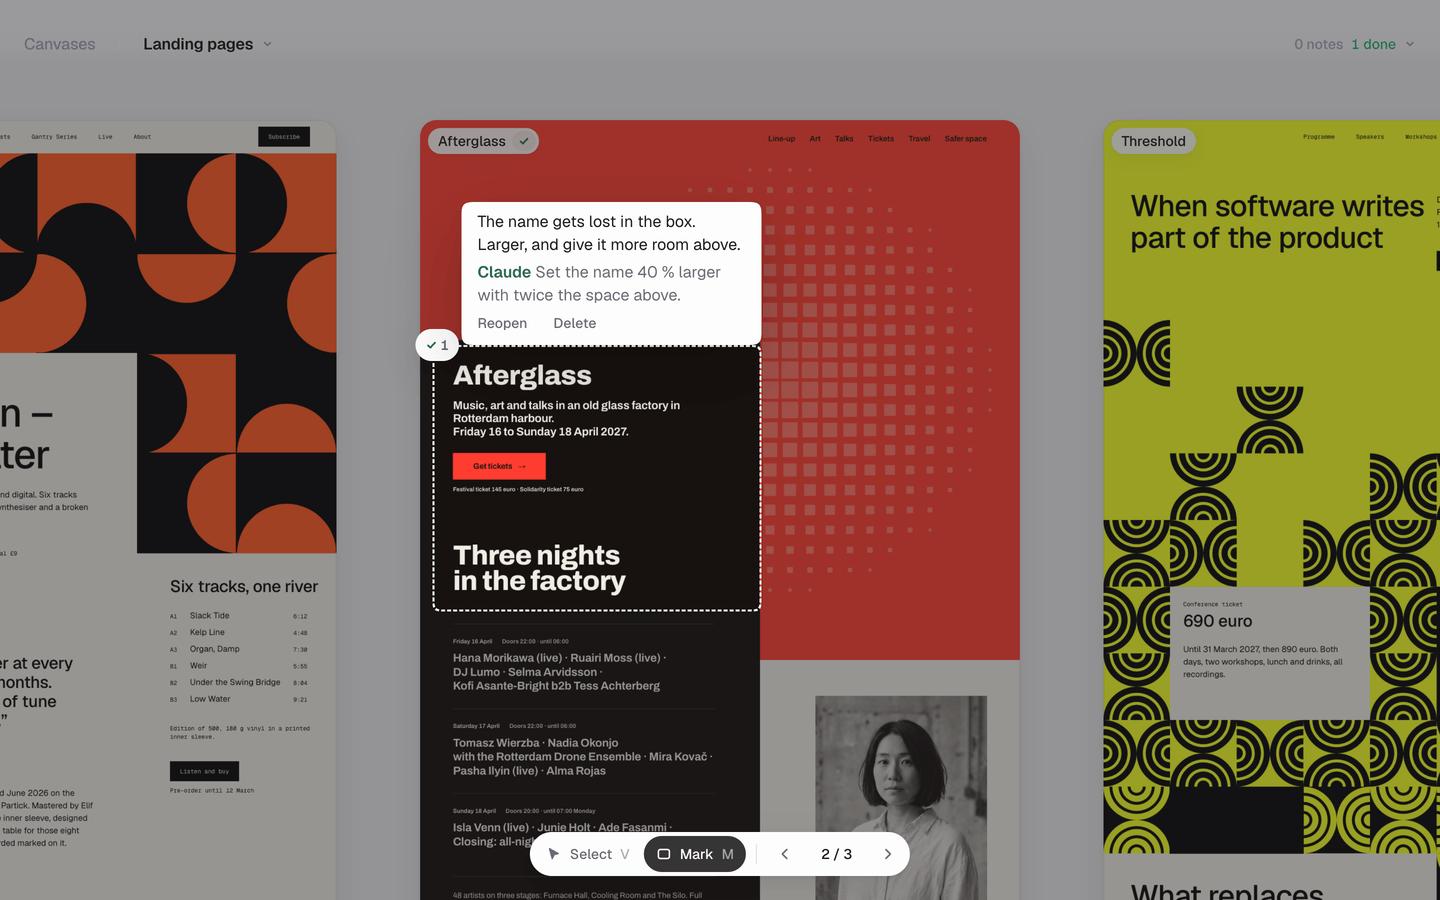 Canvases
Landing pages
0 notes 1 done
Gantry Series
Live
About
Subscribe
nd digital. Six tracks
Six tracks, one river
A1 Slack Tide 6:12
A2 Kelp Line 4:48
A3 Organ, Damp 7:30
B1 Weir 5:55
B2 Under the Swing Bridge 8:04
B3 Low Water 9:21
Edition of 500, 180 g vinyl in a printed
inner sleeve.
Listen and buy
Pre-order until 12 March
er at every
months.
of tune
d June 2026 on the
Partick. Mastered by Elif
inner sleeve, designed
table for those eight
marked on it.
Afterglass
Line-up
Art
Talks
Tickets
Travel
Safer space
The name gets lost in the box.
Larger, and give it more room above.
Claude Set the name 40 % larger
with twice the space above.
Reopen
Delete
1
Afterglass
Music, art and talks in an old glass factory in
Rotterdam harbour.
Friday 16 to Sunday 18 April 2027.
Get tickets →
Festival ticket 145 euro · Solidarity ticket 75 euro
Three nights
in the factory
Friday 16 April Doors 22:00 · until 06:00
Hana Morikawa (live) · Ruairi Moss (live) ·
DJ Lumo · Selma Arvidsson ·
Kofi Asante-Bright b2b Tess Achterberg
Saturday 17 April Doors 22:00 · until 06:00
Tomasz Wierzba · Nadia Okonjo
with the Rotterdam Drone Ensemble · Mira Kovač ·
Pasha Ilyin (live) · Alma Rojas
Sunday 18 April Doors 20:00 · until 07:00 Monday
Isla Venn (live) · Junie Holt · Ade Fasanmi ·
Closing: all-nig
48 artists on three stages: Furnace Hall, Cooling Room and The Silo. Full
Select V
Mark M
2 / 3
Threshold
Programme
Speakers
Workshops
When software writes
part of the product
Conference ticket
690 euro
Until 31 March 2027, then 890 euro. Both
days, two workshops, lunch and drinks, all
recordings.
What replaces